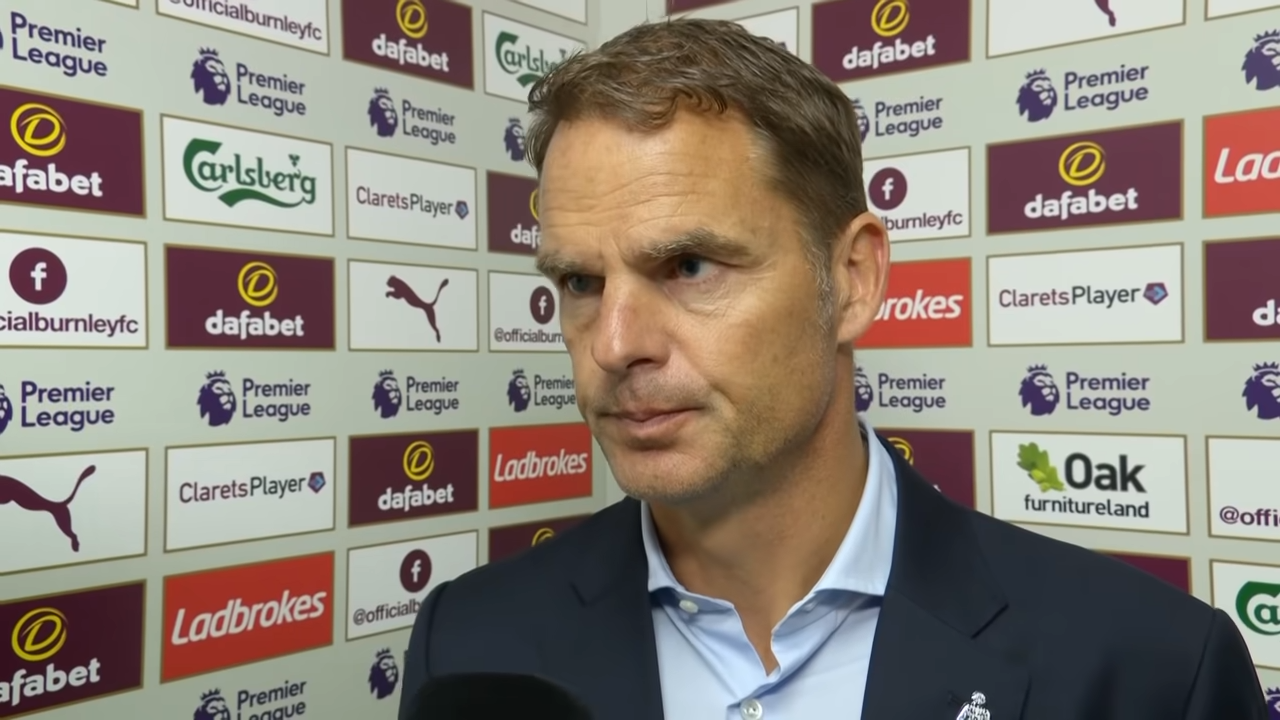 @officialburnleyfc
dafabet
Carlsberg
dafabet
Premier
League
Premier
League
Premier
League
Premier
League
Premier
League
dafabet
Carlsberg
ClaretsPlayer
dafabet
Ladbrokes
burnleyfc
ClaretsPlayer
dafabet
@officialburnleyfc
Ladbrokes
Premier
League
Premier
League
Premier
League
Premier
League
Premier
League
Premier
League
ClaretsPlayer
dafabet
Ladbrokes
Oak
furnitureland
@offi
Ladbrokes
@official
dafabet
Premier
League